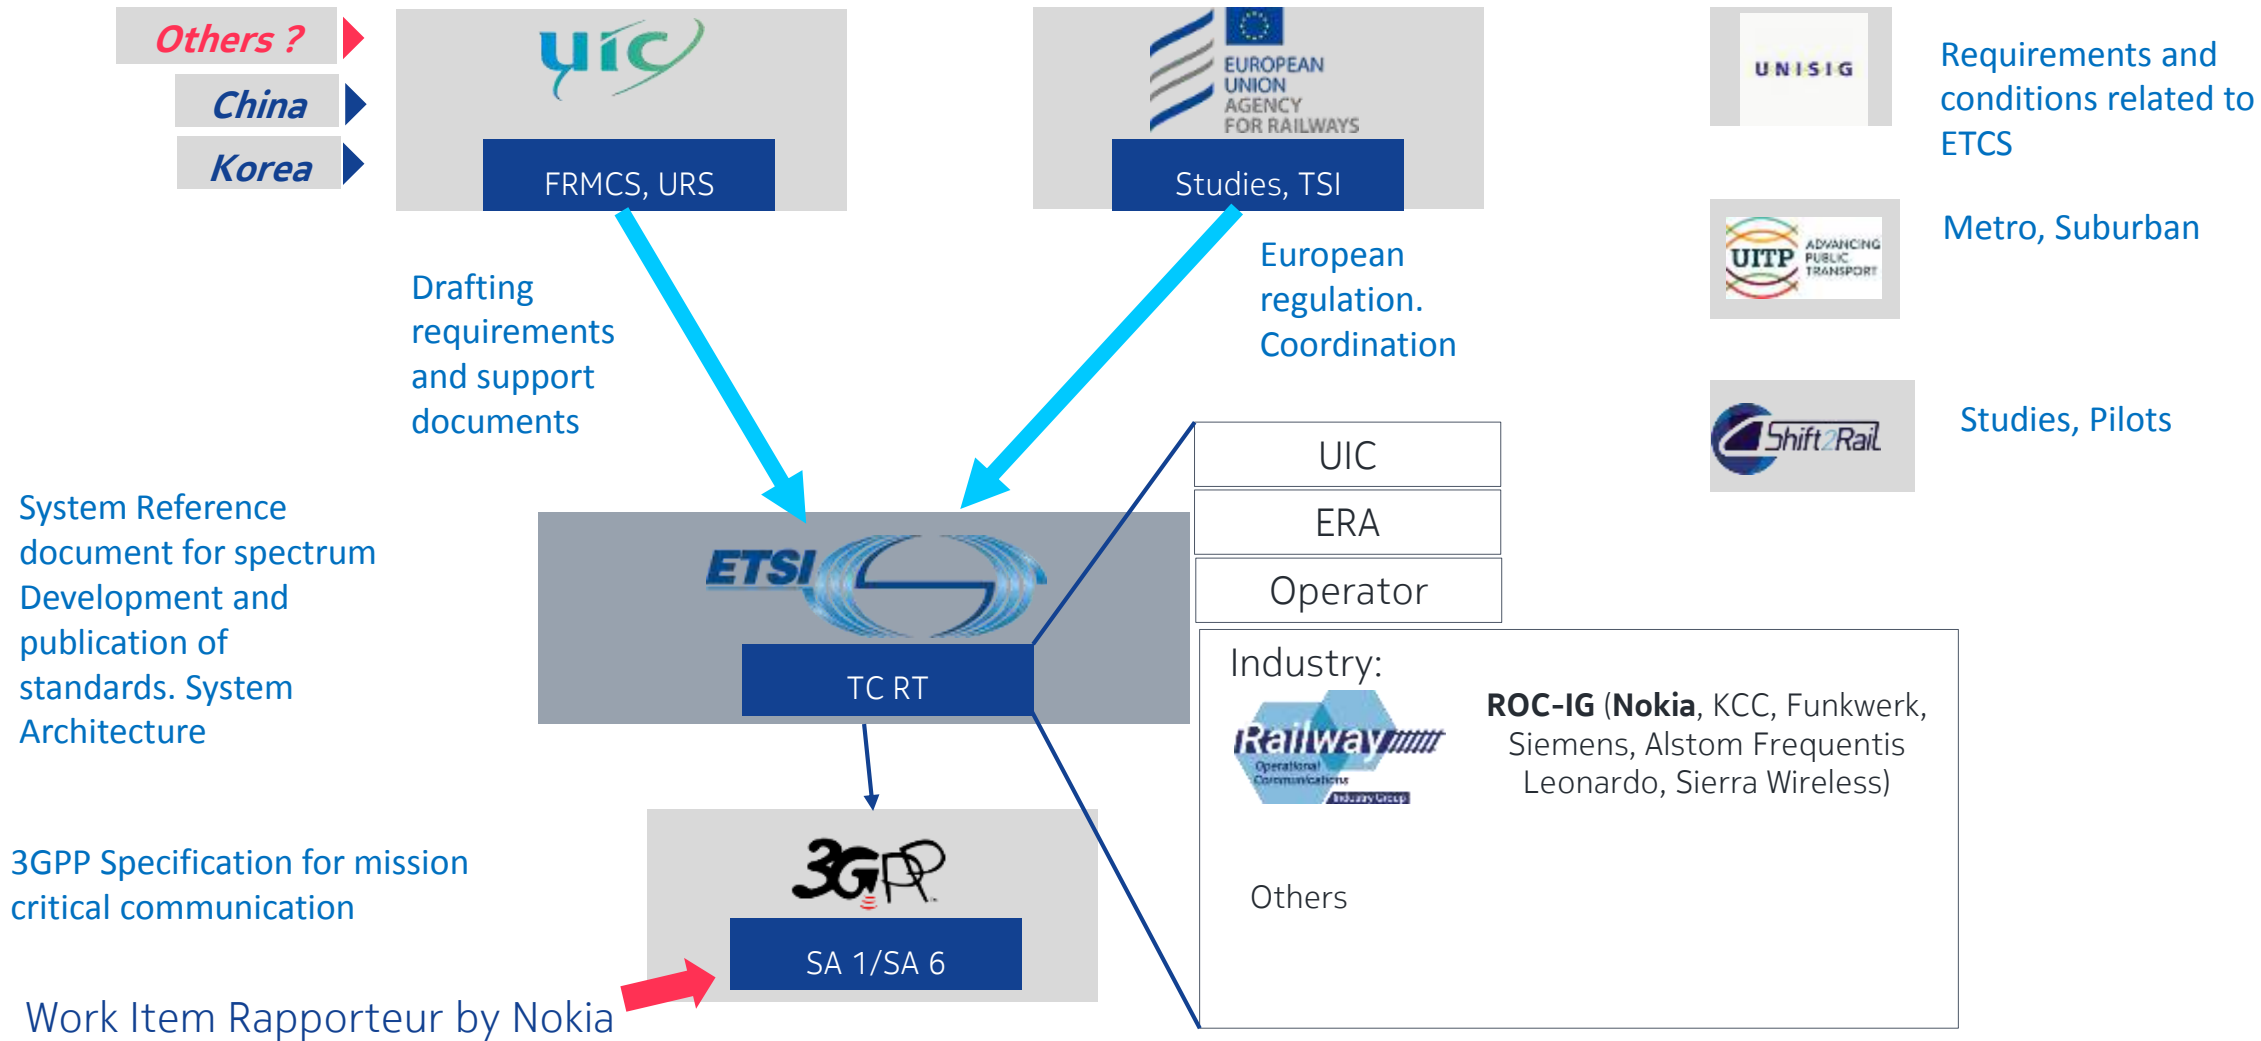 Others ?
China
Korea
uic
FRMCS, URS
EUROPEAN
UNION
AGENCY
FOR RAILWAYS
Studies, TSI
UNISIG
Requirements and
conditions related to
ETCS
UITP
ADVANCING
PUBLIC
TRANSPORT
Metro, Suburban
Shift2Rail
Studies, Pilots
Drafting
requirements
and support
documents
European
regulation.
Coordination
System Reference
document for spectrum
Development and
publication of
standards. System
Architecture
ETSI
TC RT
UIC
ERA
Operator
Industry:
Railway
Operational
Communications
Industry Group
ROC-IG (Nokia, KCC, Funkwerk,
Siemens, Alstom Frequentis
Leonardo, Sierra Wireless)
Others
3GPP Specification for mission
critical communication
3GPP
SA 1/SA 6
Work Item Rapporteur by Nokia